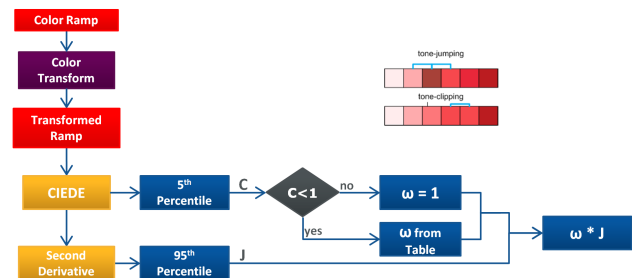 Color Ramp
tone-jumping
Color
Transform
tone-clipping
Transformed
Ramp
CIEDE
5th
Percentile
C
C<1
no
ω = 1
yes
ω from
Table
ω * J
Second
Derivative
95th
Percentile
J